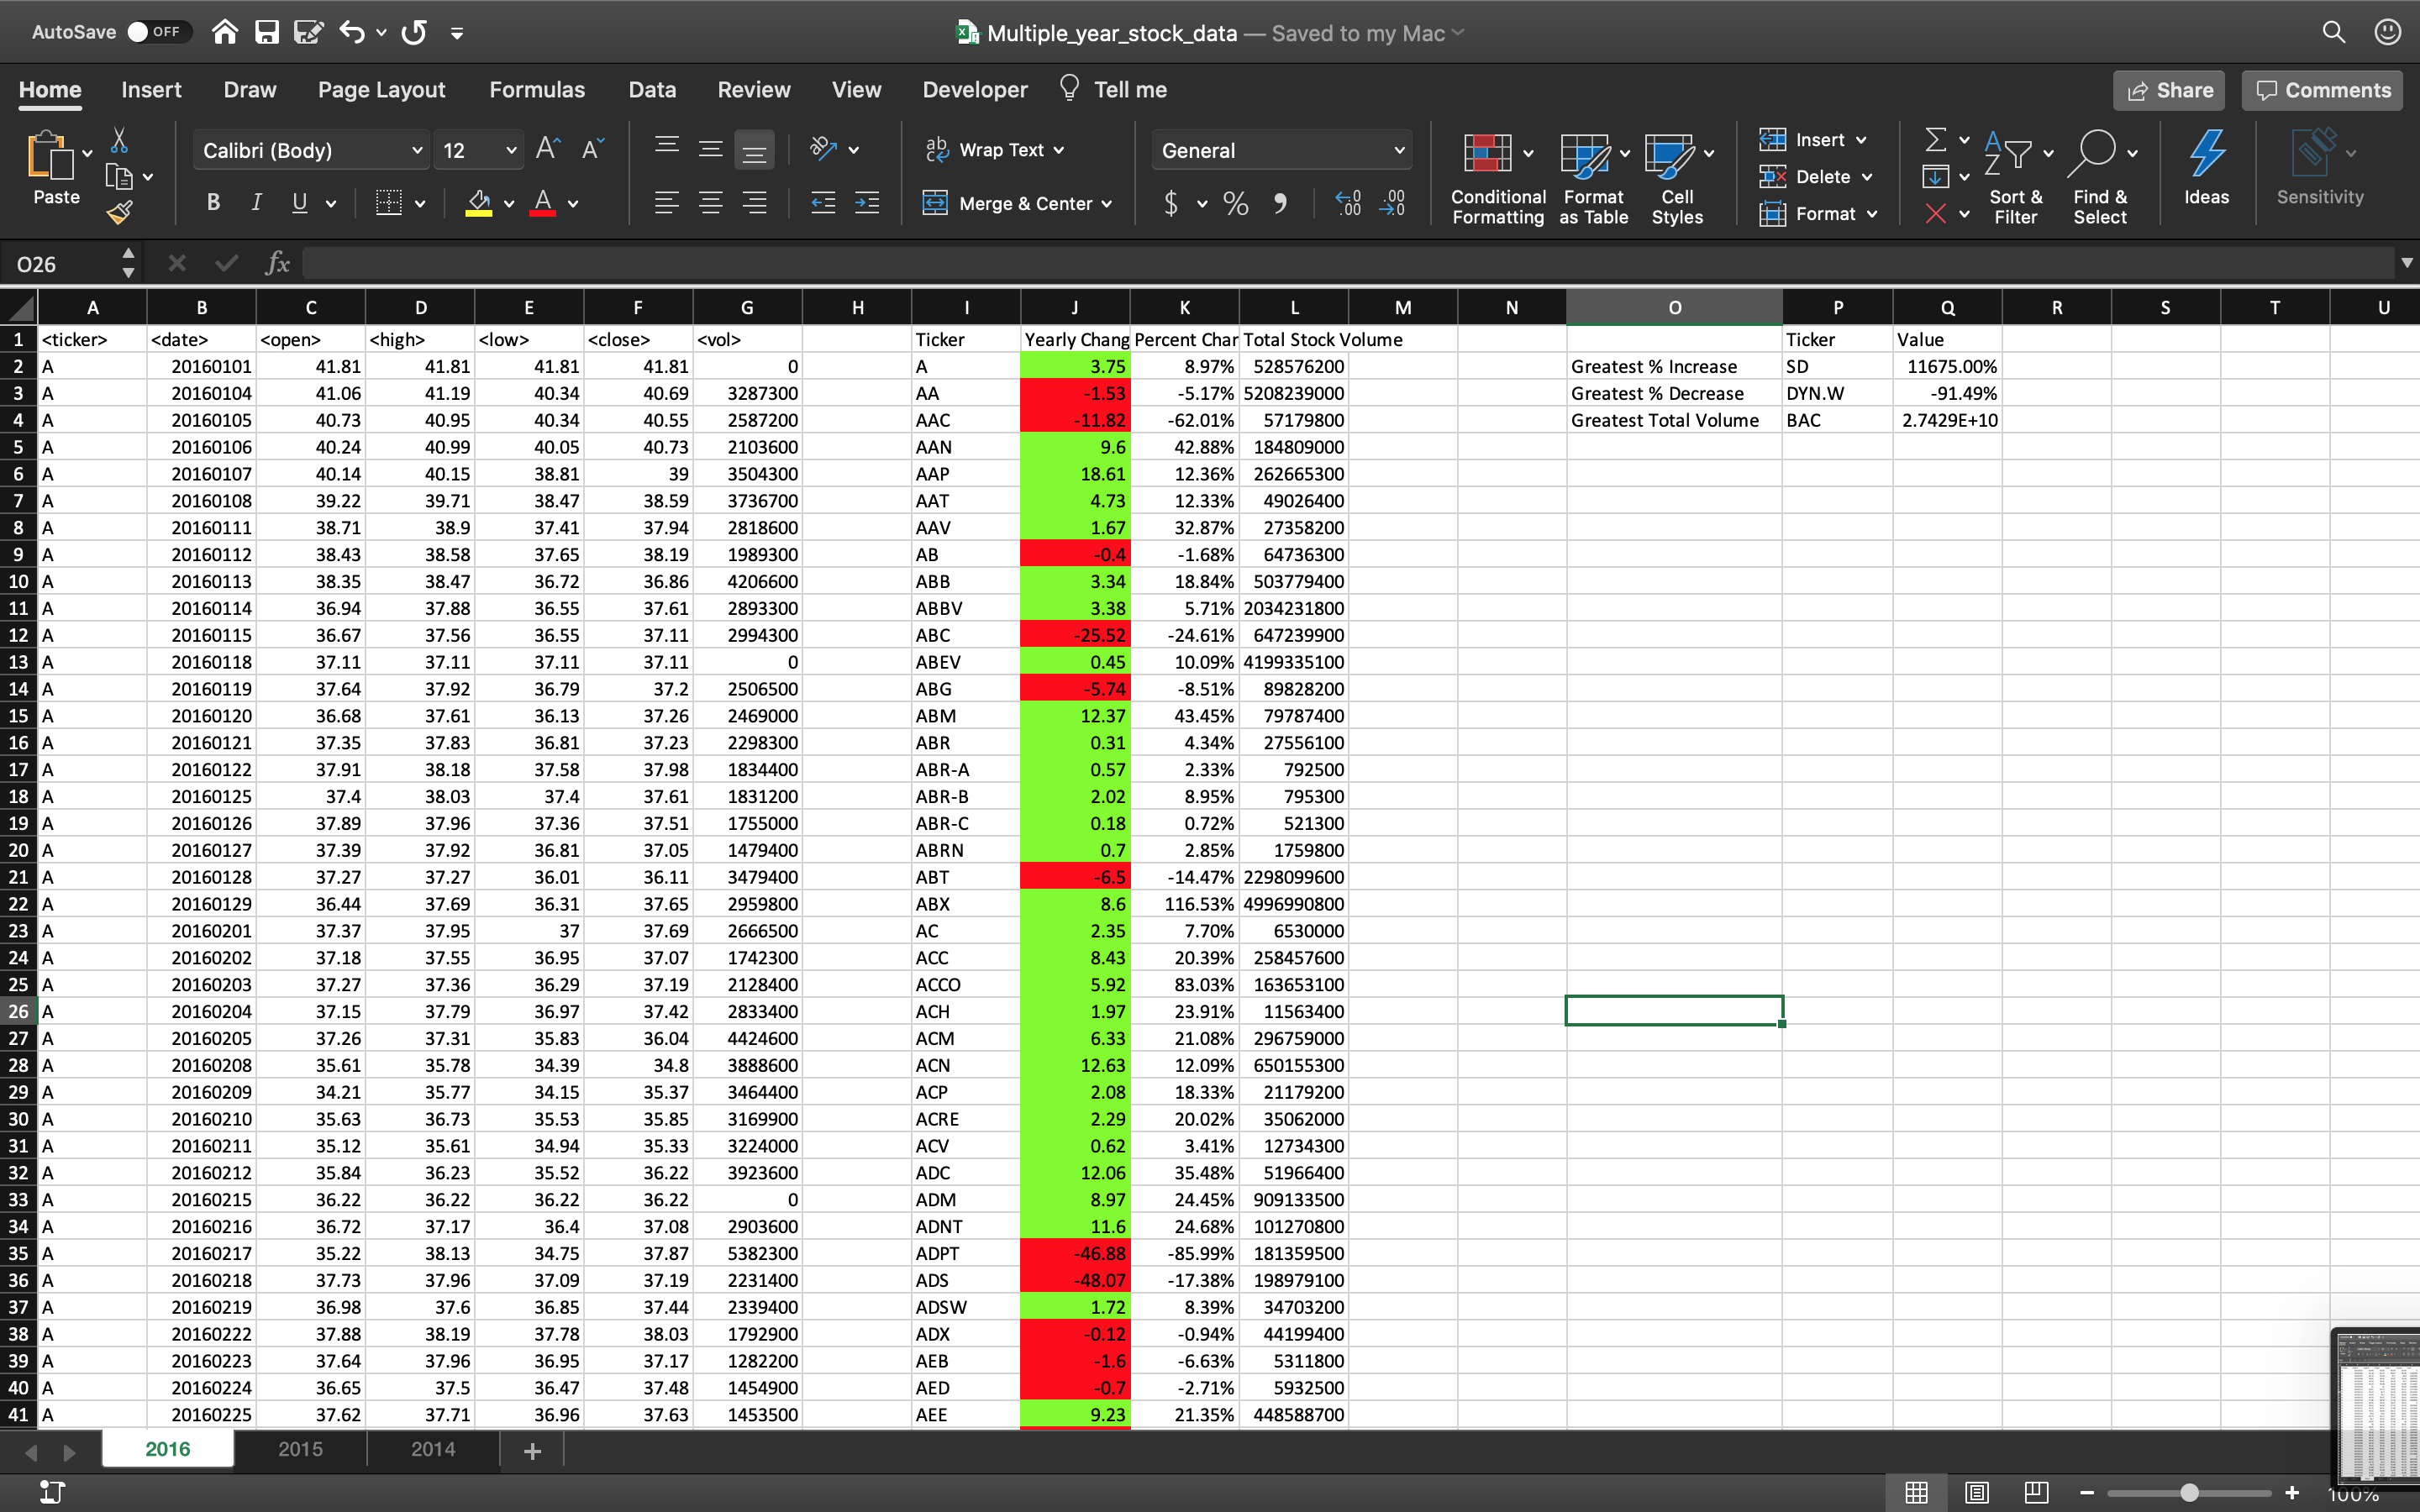 AutoSave OFF Multiple_year_stock_data — Saved to my Mac
Home Insert Draw Page Layout Formulas Data Review View Developer Tell me Share Comments
Paste Calibri (Body) 12 Wrap Text General Conditional Formatting Format as Table Cell Styles Insert Delete Format Sort & Filter Find & Select Ideas Sensitivity
B I U Merge & Center $ %
O26 fx
A B C D E F G H I J K L M N O P Q R S T U
1 <ticker> <date> <open> <high> <low> <close> <vol> Ticker Yearly Chang Percent Char Total Stock Volume Ticker Value
2 A 20160101 41.81 41.81 41.81 41.81 0 A 3.75 8.97% 528576200 Greatest % Increase SD 11675.00%
3 A 20160104 41.06 41.19 40.34 40.69 3287300 AA -1.53 -5.17% 5208239000 Greatest % Decrease DYN.W -91.49%
4 A 20160105 40.73 40.95 40.34 40.55 2587200 AAC -11.82 -62.01% 57179800 Greatest Total Volume BAC 2.7429E+10
5 A 20160106 40.24 40.99 40.05 40.73 2103600 AAN 9.6 42.88% 184809000
6 A 20160107 40.14 40.15 38.81 39 3504300 AAP 18.61 12.36% 262665300
7 A 20160108 39.22 39.71 38.47 38.59 3736700 AAT 4.73 12.33% 49026400
8 A 20160111 38.71 38.9 37.41 37.94 2818600 AAV 1.67 32.87% 27358200
9 A 20160112 38.43 38.58 37.65 38.19 1989300 AB -0.4 -1.68% 64736300
10 A 20160113 38.35 38.47 36.72 36.86 4206600 ABB 3.34 18.84% 503779400
11 A 20160114 36.94 37.88 36.55 37.61 2893300 ABBV 3.38 5.71% 2034231800
12 A 20160115 36.67 37.56 36.55 37.11 2994300 ABC -25.52 -24.61% 647239900
13 A 20160118 37.11 37.11 37.11 37.11 0 ABEV 0.45 10.09% 4199335100
14 A 20160119 37.64 37.92 36.79 37.2 2506500 ABG -5.74 -8.51% 89828200
15 A 20160120 36.68 37.61 36.13 37.26 2469000 ABM 12.37 43.45% 79787400
16 A 20160121 37.35 37.83 36.81 37.23 2298300 ABR 0.31 4.34% 27556100
17 A 20160122 37.91 38.18 37.58 37.98 1834400 ABR-A 0.57 2.33% 792500
18 A 20160125 37.4 38.03 37.4 37.61 1831200 ABR-B 2.02 8.95% 795300
19 A 20160126 37.89 37.96 37.36 37.51 1755000 ABR-C 0.18 0.72% 521300
20 A 20160127 37.39 37.92 36.81 37.05 1479400 ABRN 0.7 2.85% 1759800
21 A 20160128 37.27 37.27 36.01 36.11 3479400 ABT -6.5 -14.47% 2298099600
22 A 20160129 36.44 37.69 36.31 37.65 2959800 ABX 8.6 116.53% 4996990800
23 A 20160201 37.37 37.95 37 37.69 2666500 AC 2.35 7.70% 6530000
24 A 20160202 37.18 37.55 36.95 37.07 1742300 ACC 8.43 20.39% 258457600
25 A 20160203 37.27 37.36 36.29 37.19 2128400 ACCO 5.92 83.03% 163653100
26 A 20160204 37.15 37.79 36.97 37.42 2833400 ACH 1.97 23.91% 11563400
27 A 20160205 37.26 37.31 35.83 36.04 4424600 ACM 6.33 21.08% 296759000
28 A 20160208 35.61 35.78 34.39 34.8 3888600 ACN 12.63 12.09% 650155300
29 A 20160209 34.21 35.77 34.15 35.37 3464400 ACP 2.08 18.33% 21179200
30 A 20160210 35.63 36.73 35.53 35.85 3169900 ACRE 2.29 20.02% 35062000
31 A 20160211 35.12 35.61 34.94 35.33 3224000 ACV 0.62 3.41% 12734300
32 A 20160212 35.84 36.23 35.52 36.22 3923600 ADC 12.06 35.48% 51966400
33 A 20160215 36.22 36.22 36.22 36.22 0 ADM 8.97 24.45% 909133500
34 A 20160216 36.72 37.17 36.4 37.08 2903600 ADNT 11.6 24.68% 101270800
35 A 20160217 35.22 38.13 34.75 37.87 5382300 ADPT -46.88 -85.99% 181359500
36 A 20160218 37.73 37.96 37.09 37.19 2231400 ADS -48.07 -17.38% 198979100
37 A 20160219 36.98 37.6 36.85 37.44 2339400 ADSW 1.72 8.39% 34703200
38 A 20160222 37.88 38.19 37.78 38.03 1792900 ADX -0.12 -0.94% 44199400
39 A 20160223 37.64 37.96 36.95 37.17 1282200 AEB -1.6 -6.63% 5311800
40 A 20160224 36.65 37.5 36.47 37.48 1454900 AED -0.7 -2.71% 5932500
41 A 20160225 37.62 37.71 36.96 37.63 1453500 AEE 9.23 21.35% 448588700
2016 2015 2014 +
100%